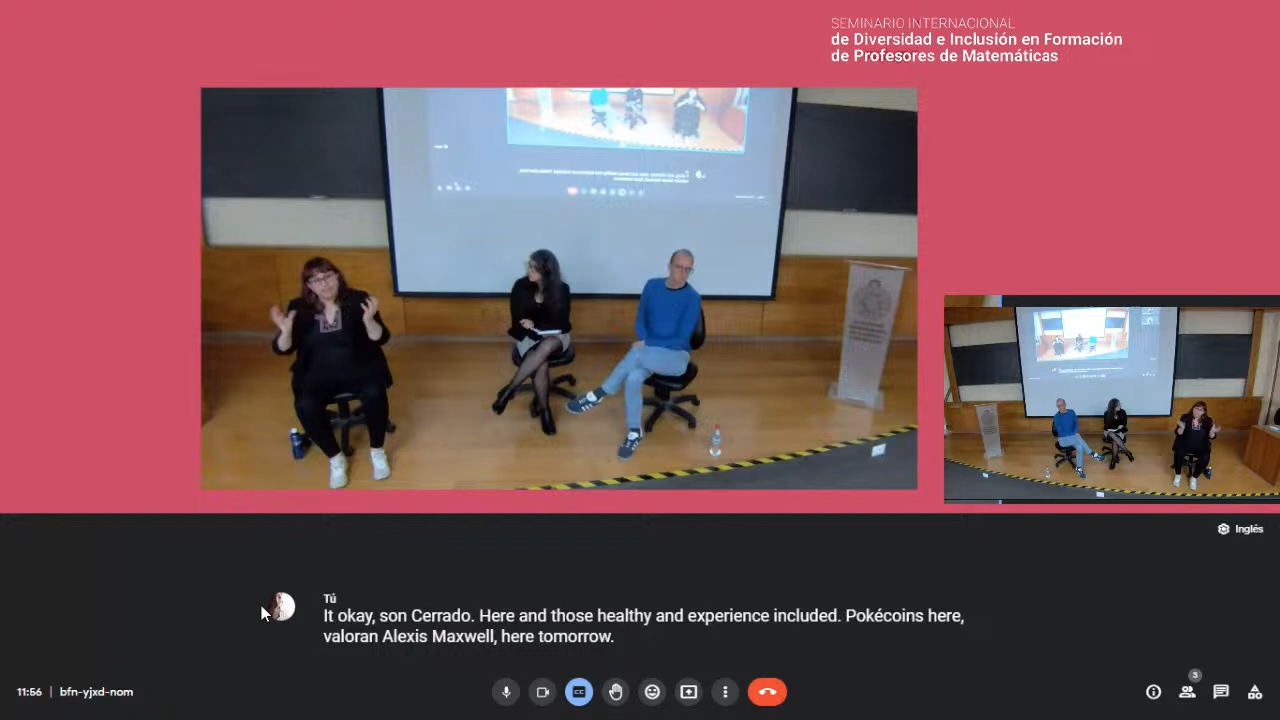 SEMINARIO INTERNACIONAL
de Diversidad e Inclusión en Formación
de Profesores de Matemáticas
Inglés
Tú
It okay, son Cerrado. Here and those healthy and experience included. Pokécoins here,
valoran Alexis Maxwell, here tomorrow.
11:56 | bfn-yjxd-nom
CC
3